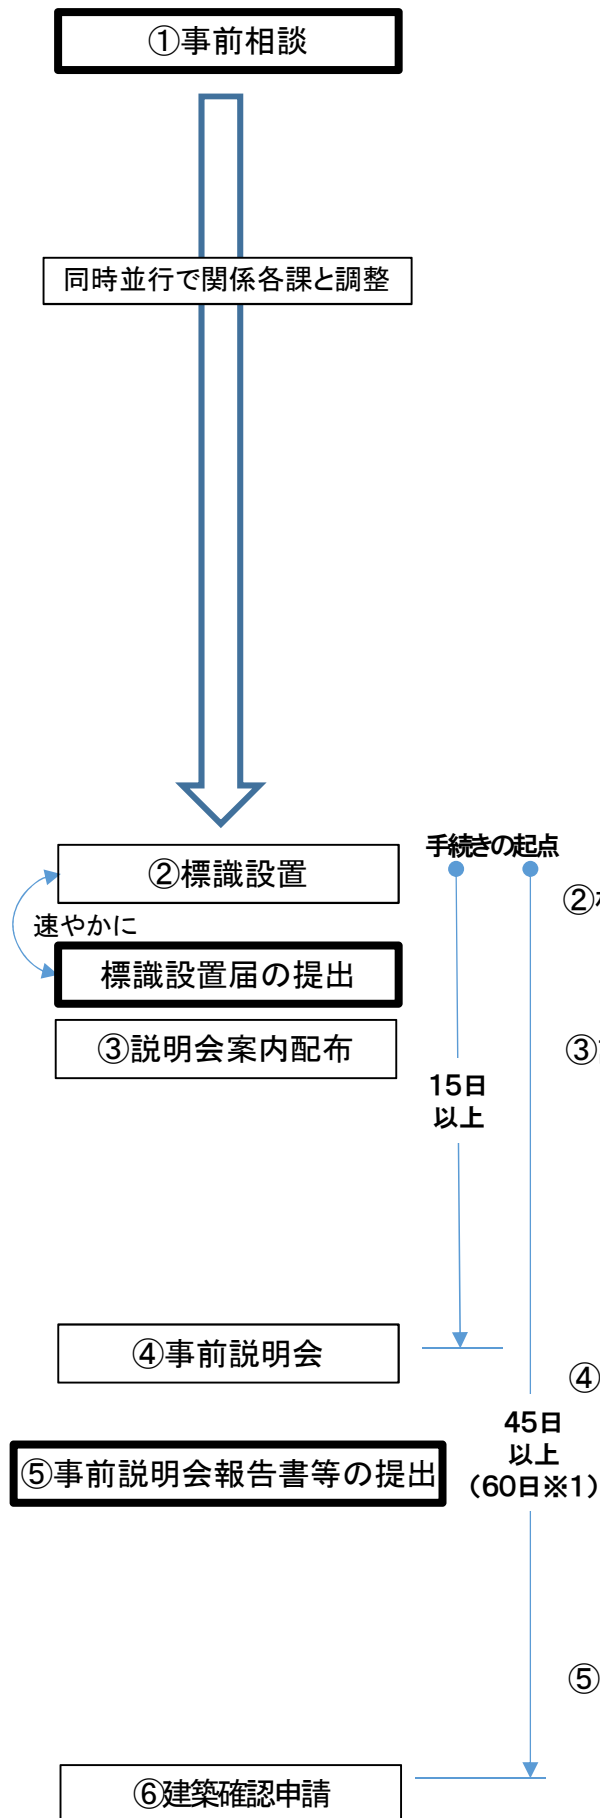 ①事前相談
同時並行で関係各課と調整
手続きの起点
②標識設置
②
速やかに
標識設置届の提出
③説明会案内配布
③
15日
以上
④事前説明会
④
45日
以上
（60日※1）
⑤事前説明会報告書等の提出
⑤
⑥建築確認申請